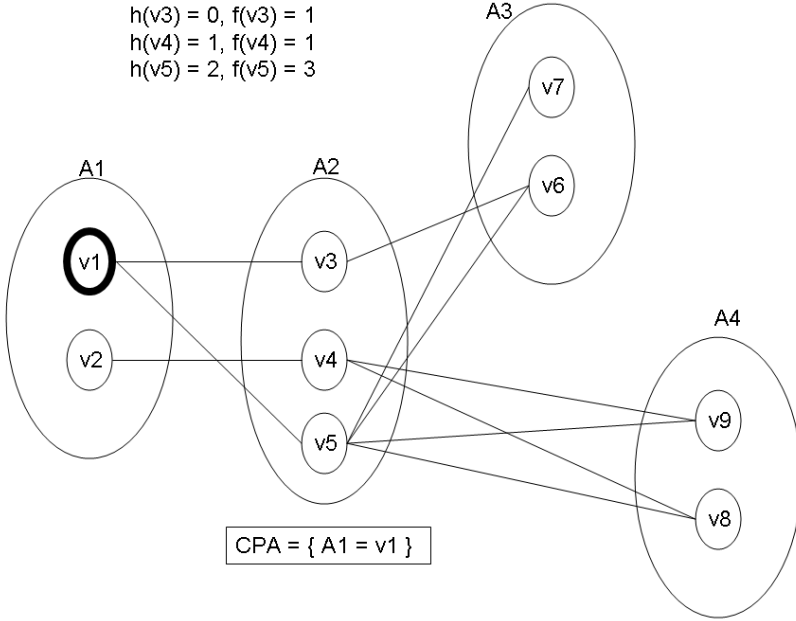 h(v3) = 0, f(v3) = 1
h(v4) = 1, f(v4) = 1
h(v5) = 2, f(v5) = 3
A3
v7
v6
A1
A2
v1
v3
v2
v4
v5
A4
v9
v8
CPA = { A1 = v1 }